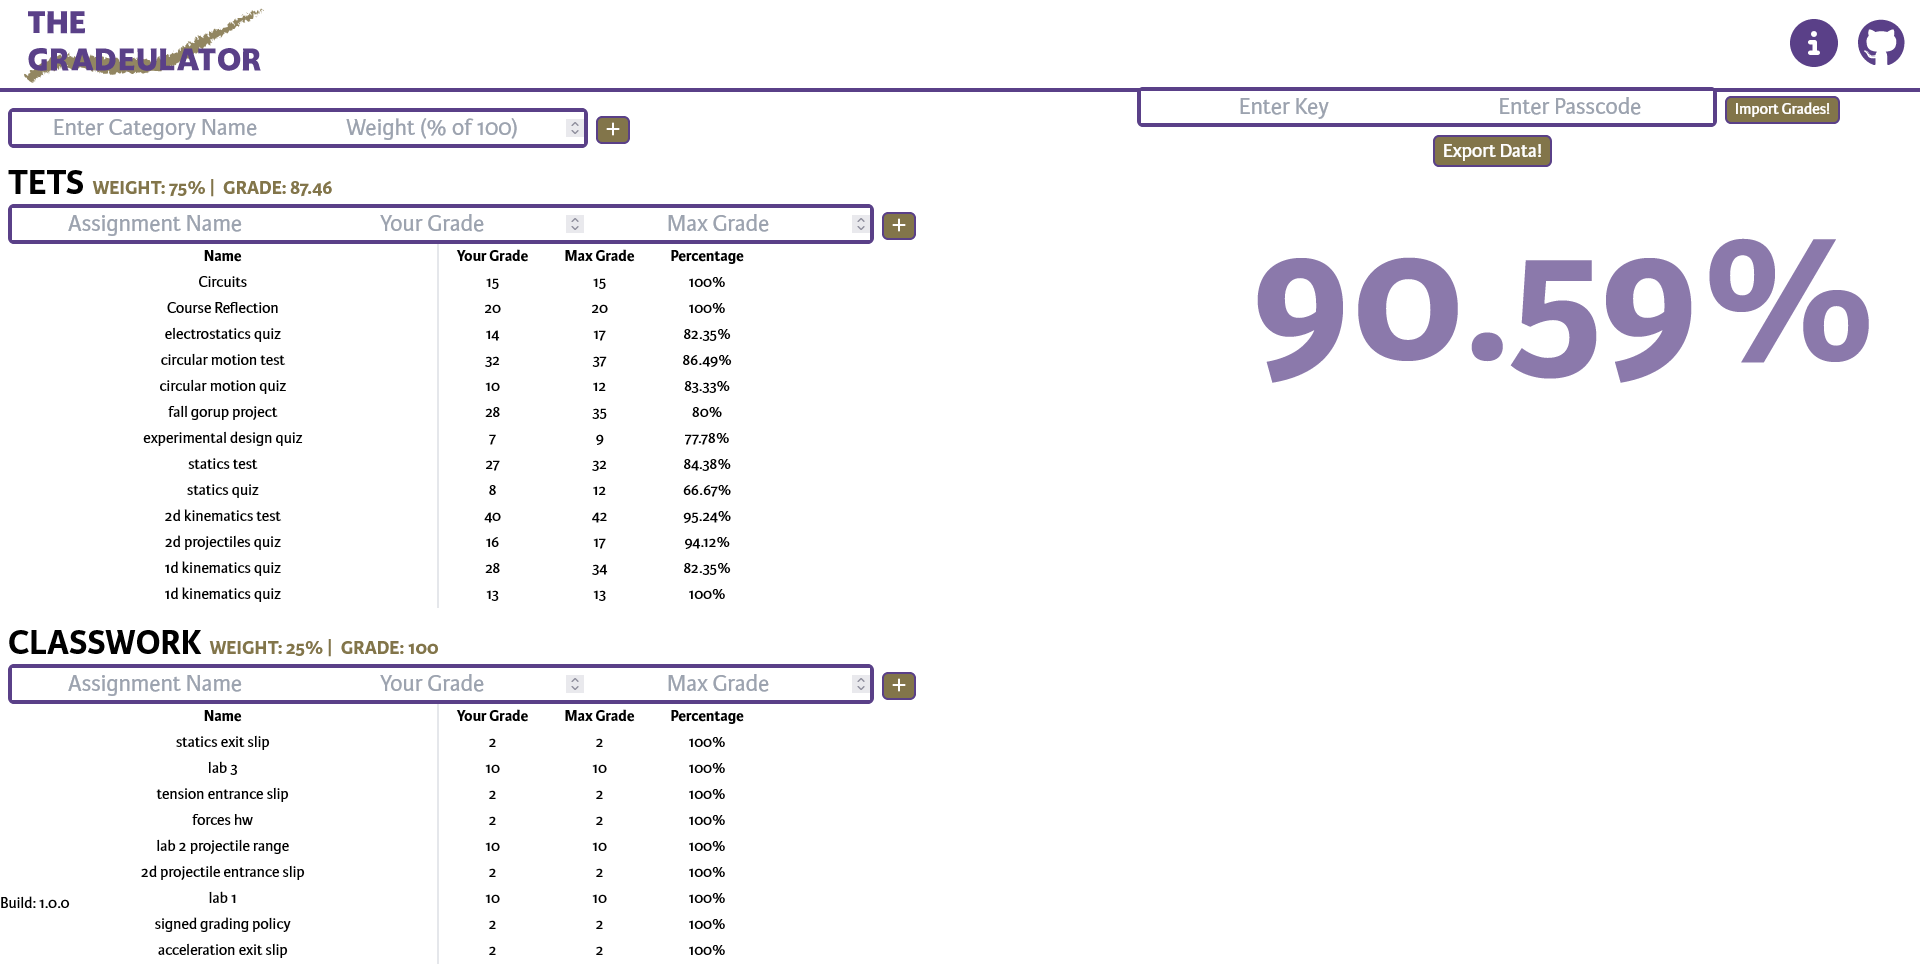 THE
GRADEULATOR
Enter Category Name Weight (% of 100) +
Enter Key Enter Passcode Import Grades!
Export Data!
90.59%
TETS WEIGHT: 75% | GRADE: 87.46
Assignment Name Your Grade Max Grade +
Name Your Grade Max Grade Percentage
Circuits 15 15 100%
Course Reflection 20 20 100%
electrostatics quiz 14 17 82.35%
circular motion test 32 37 86.49%
circular motion quiz 10 12 83.33%
fall gorup project 28 35 80%
experimental design quiz 7 9 77.78%
statics test 27 32 84.38%
statics quiz 8 12 66.67%
2d kinematics test 40 42 95.24%
2d projectiles quiz 16 17 94.12%
1d kinematics quiz 28 34 82.35%
1d kinematics quiz 13 13 100%
CLASSWORK WEIGHT: 25% | GRADE: 100
Assignment Name Your Grade Max Grade +
Name Your Grade Max Grade Percentage
statics exit slip 2 2 100%
lab 3 10 10 100%
tension entrance slip 2 2 100%
forces hw 2 2 100%
lab 2 projectile range 10 10 100%
2d projectile entrance slip 2 2 100%
lab 1 10 10 100%
Build: 1.0.0
signed grading policy 2 2 100%
acceleration exit slip 2 2 100%